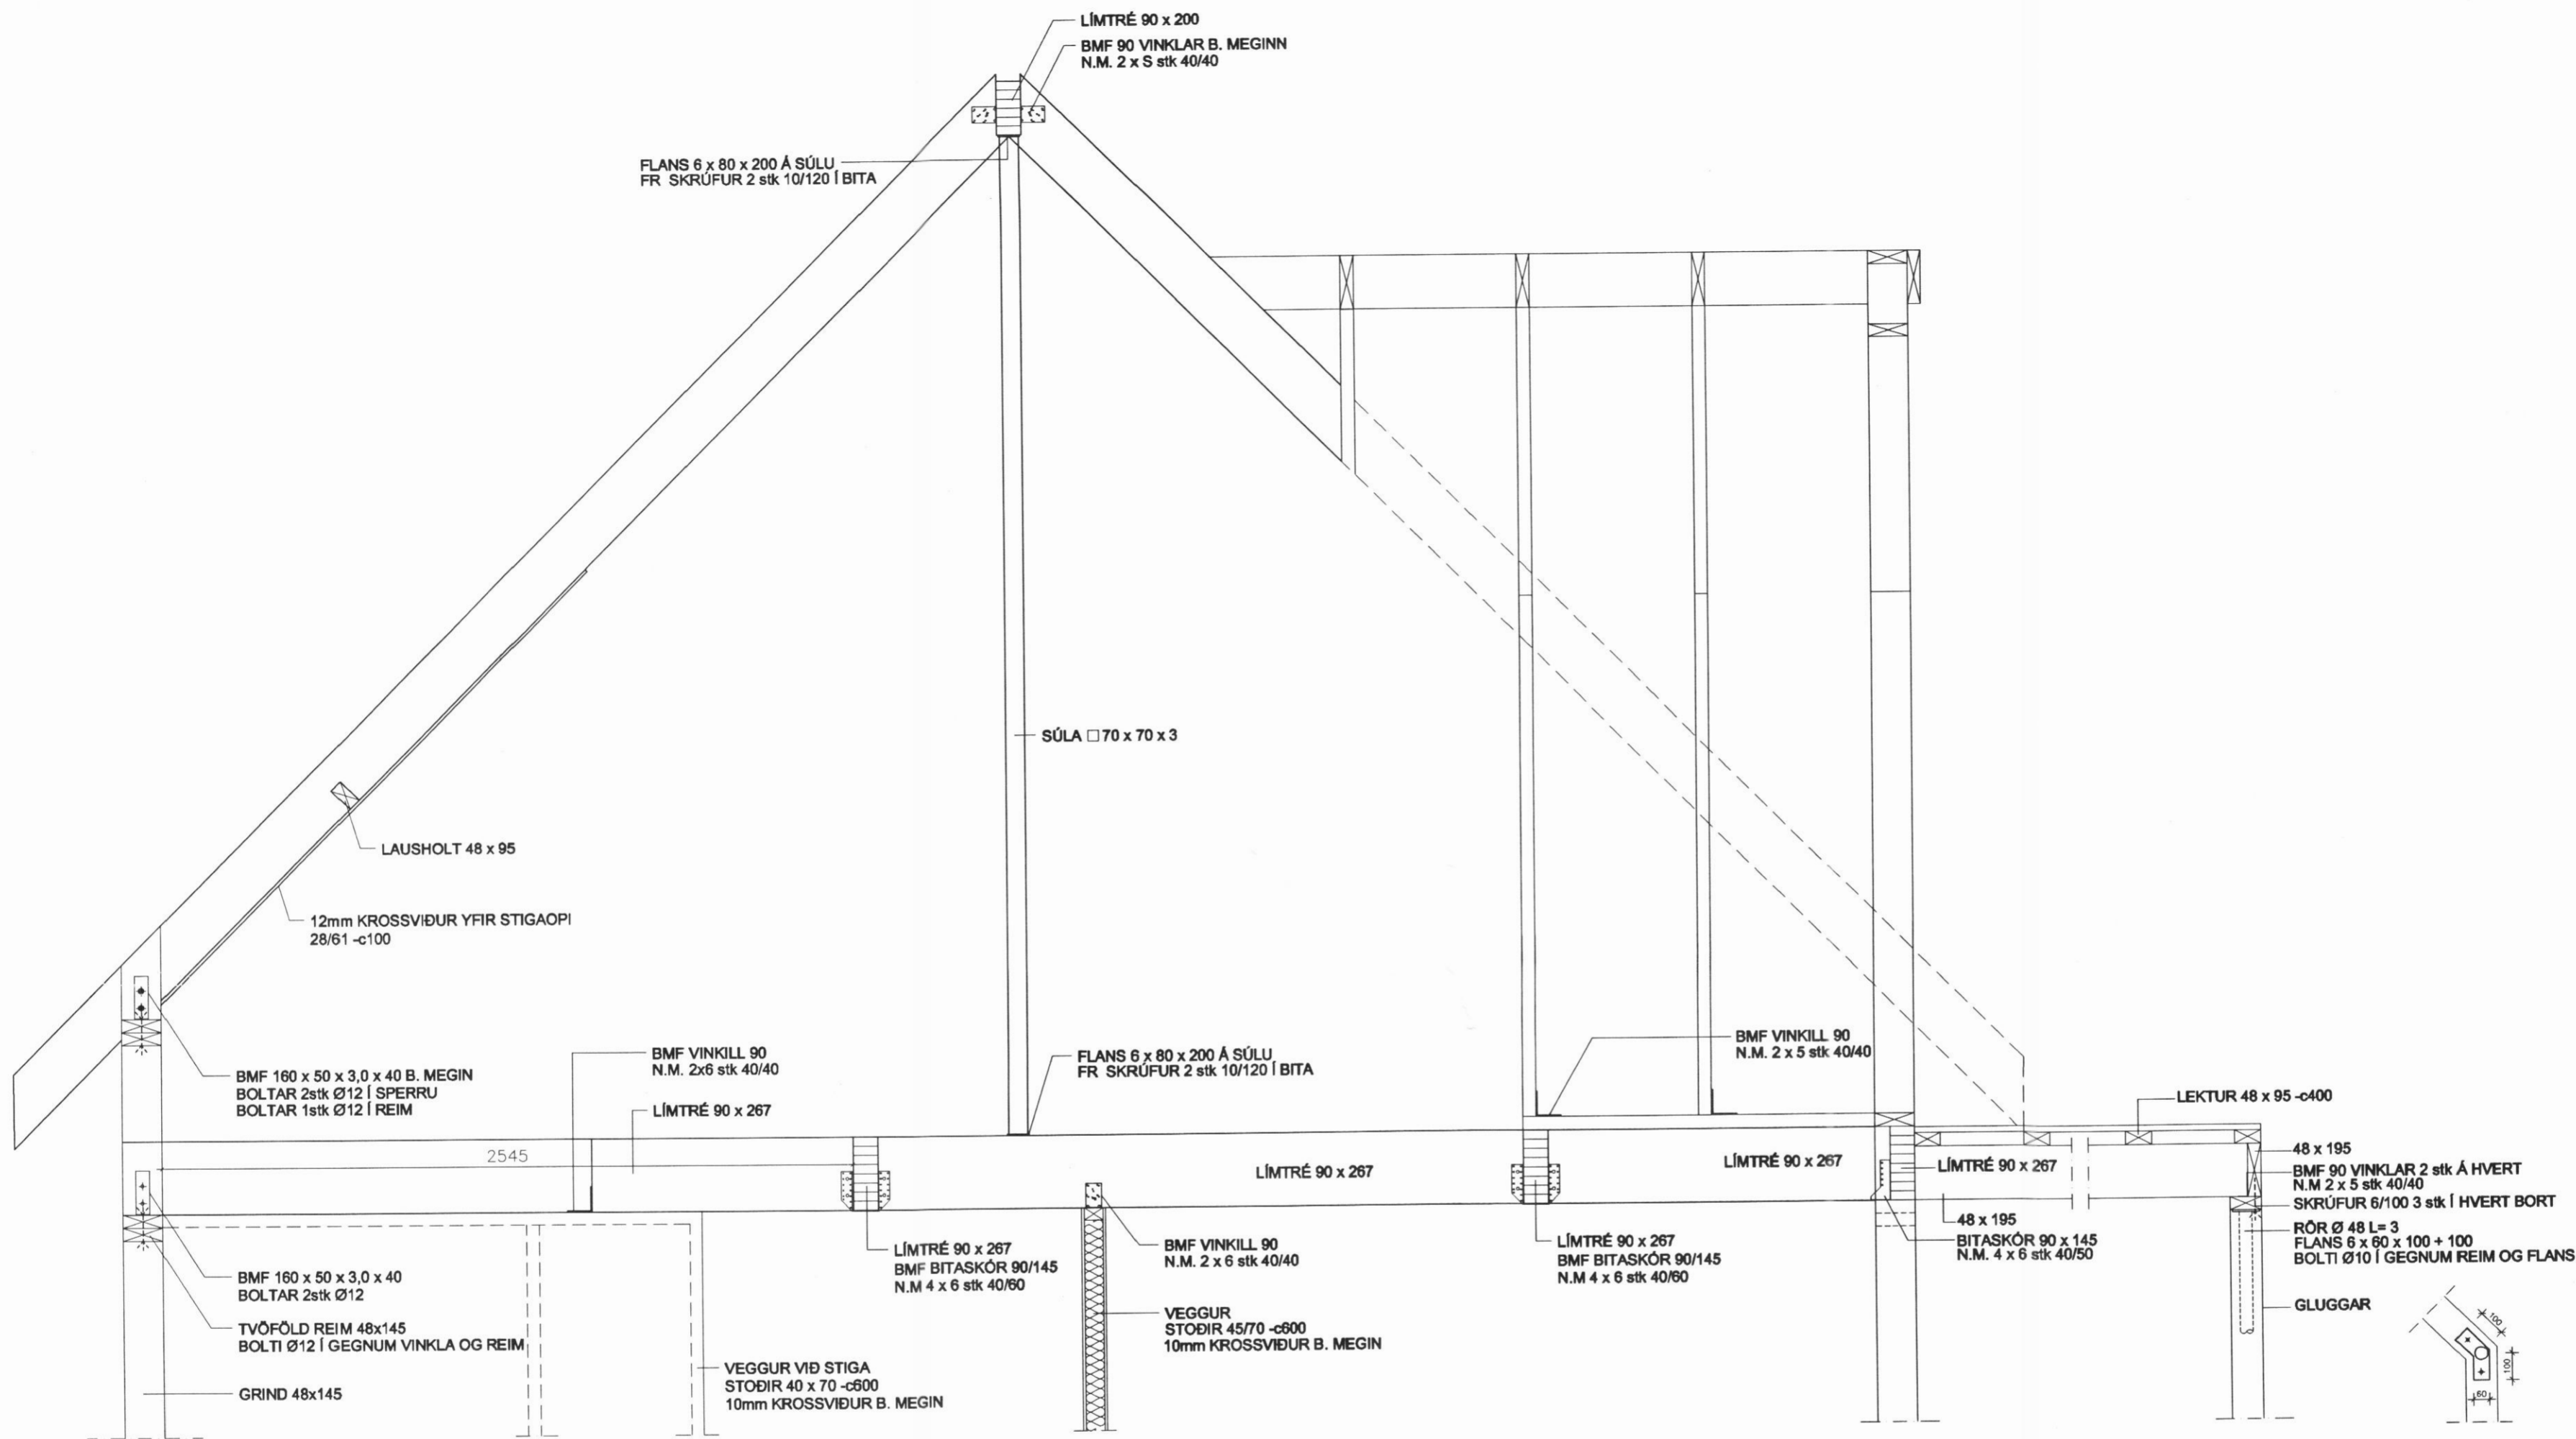 LÍMTRÉ 90 x 200
BMF 90 VINKLAR B. MEGINN
N.M. 2 x S stk 40/40
FLANS 6 x 80 x 200 Á SÚLU
FR SKRÚFUR 2 stk 10/120 Í BITA
SÚLA □70 x 70 x 3
LAUSHOLT 48 x 95
12mm KROSSVIÐUR YFIR STIGAOPI
28/61 -c100
BMF 160 x 50 x 3,0 x 40 B. MEGIN
BOLTAR 2stk Ø12 Í SPERRU
BOLTAR 1stk Ø12 Í REIM
BMF VINKILL 90
N.M. 2x6 stk 40/40
LÍMTRÉ 90 x 267
FLANS 6 x 80 x 200 Á SÚLU
FR SKRÚFUR 2 stk 10/120 Í BITA
BMF VINKILL 90
N.M. 2 x 5 stk 40/40
LEKTUR 48 x 95 -c400
2545
LÍMTRÉ 90 x 267
LÍMTRÉ 90 x 267
LÍMTRÉ 90 x 267
48 x 195
BMF 90 VINKLAR 2 stk Á HVERT
N.M 2 x 5 stk 40/40
SKRÚFUR 6/100 3 stk Í HVERT BORT
RÖR Ø 48 L= 3
FLANS 6 x 60 x 100 + 100
BOLTI Ø10 Í GEGNUM REIM OG FLANS
48 x 195
BITASKÓR 90 x 145
N.M. 4 x 6 stk 40/50
BMF 160 x 50 x 3,0 x 40
BOLTAR 2stk Ø12
TVÖFÖLD REIM 48x145
BOLTI Ø12 Í GEGNUM VINKLA OG REIM
GRIND 48x145
LÍMTRÉ 90 x 267
BMF BITASKÓR 90/145
N.M 4 x 6 stk 40/60
BMF VINKILL 90
N.M. 2 x 6 stk 40/40
LÍMTRÉ 90 x 267
BMF BITASKÓR 90/145
N.M 4 x 6 stk 40/60
VEGGUR
STOÐIR 45/70 -c600
10mm KROSSVIÐUR B. MEGIN
VEGGUR VIÐ STIGA
STOÐIR 40 x 70 -c600
10mm KROSSVIÐUR B. MEGIN
GLUGGAR
100
100
60